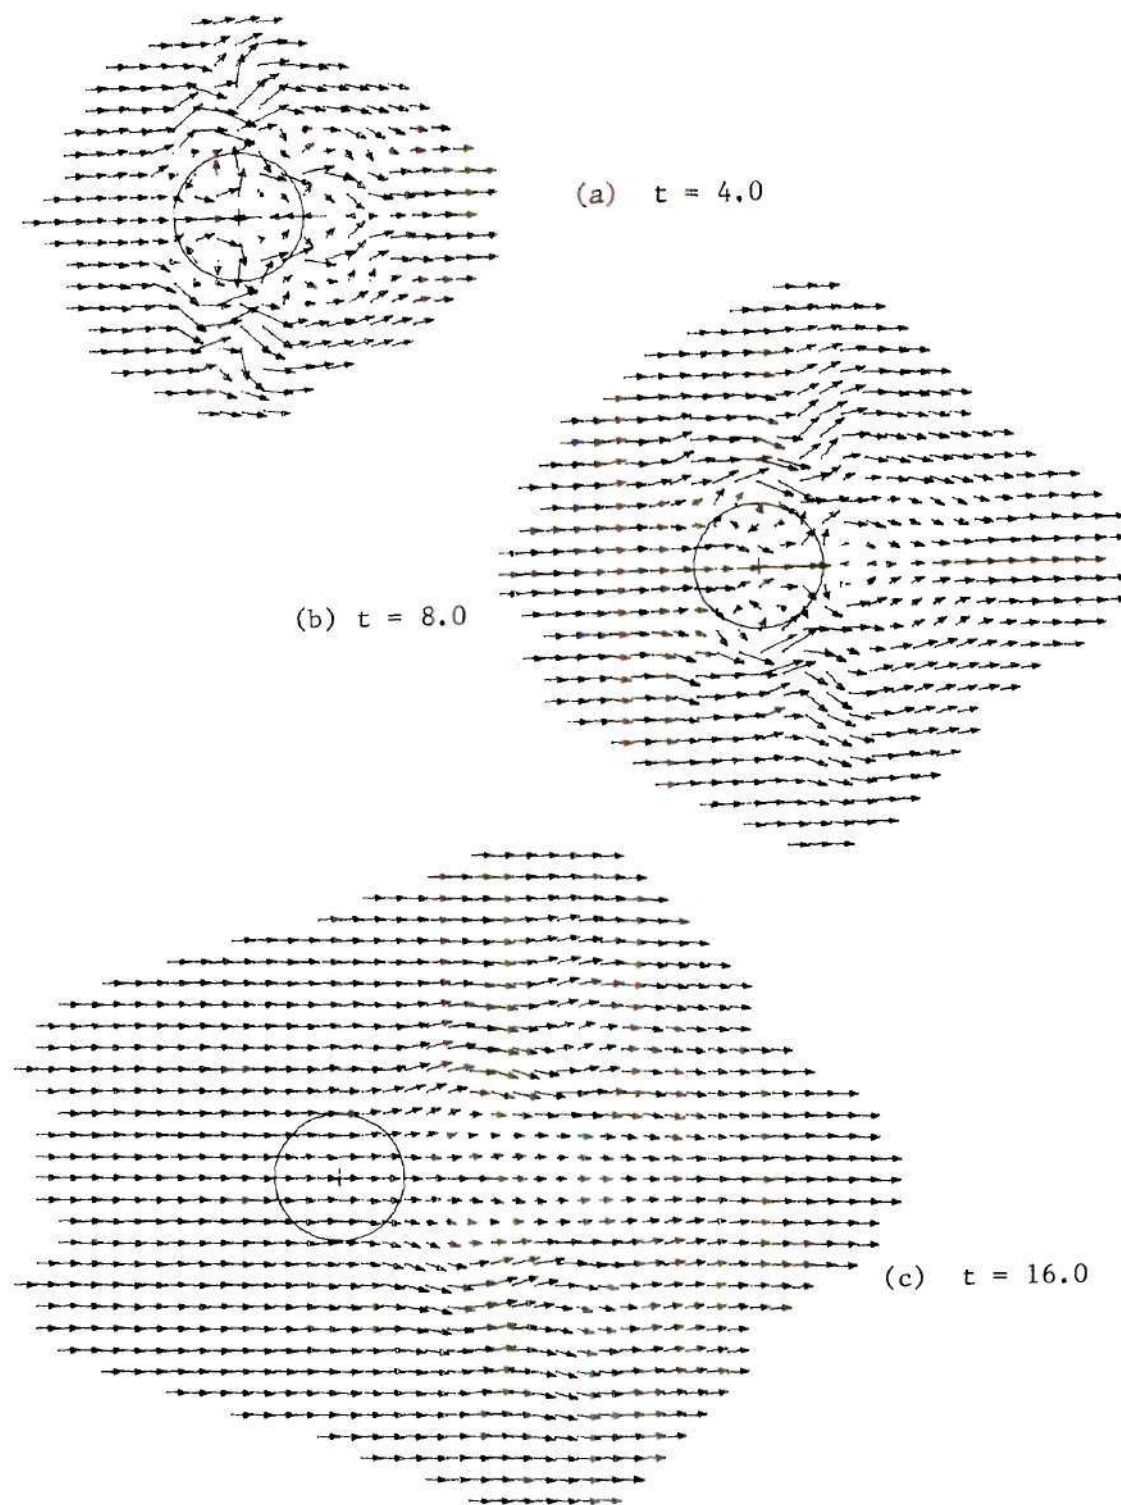 (a) t = 4.0
(b) t = 8.0
(c) t = 16.0